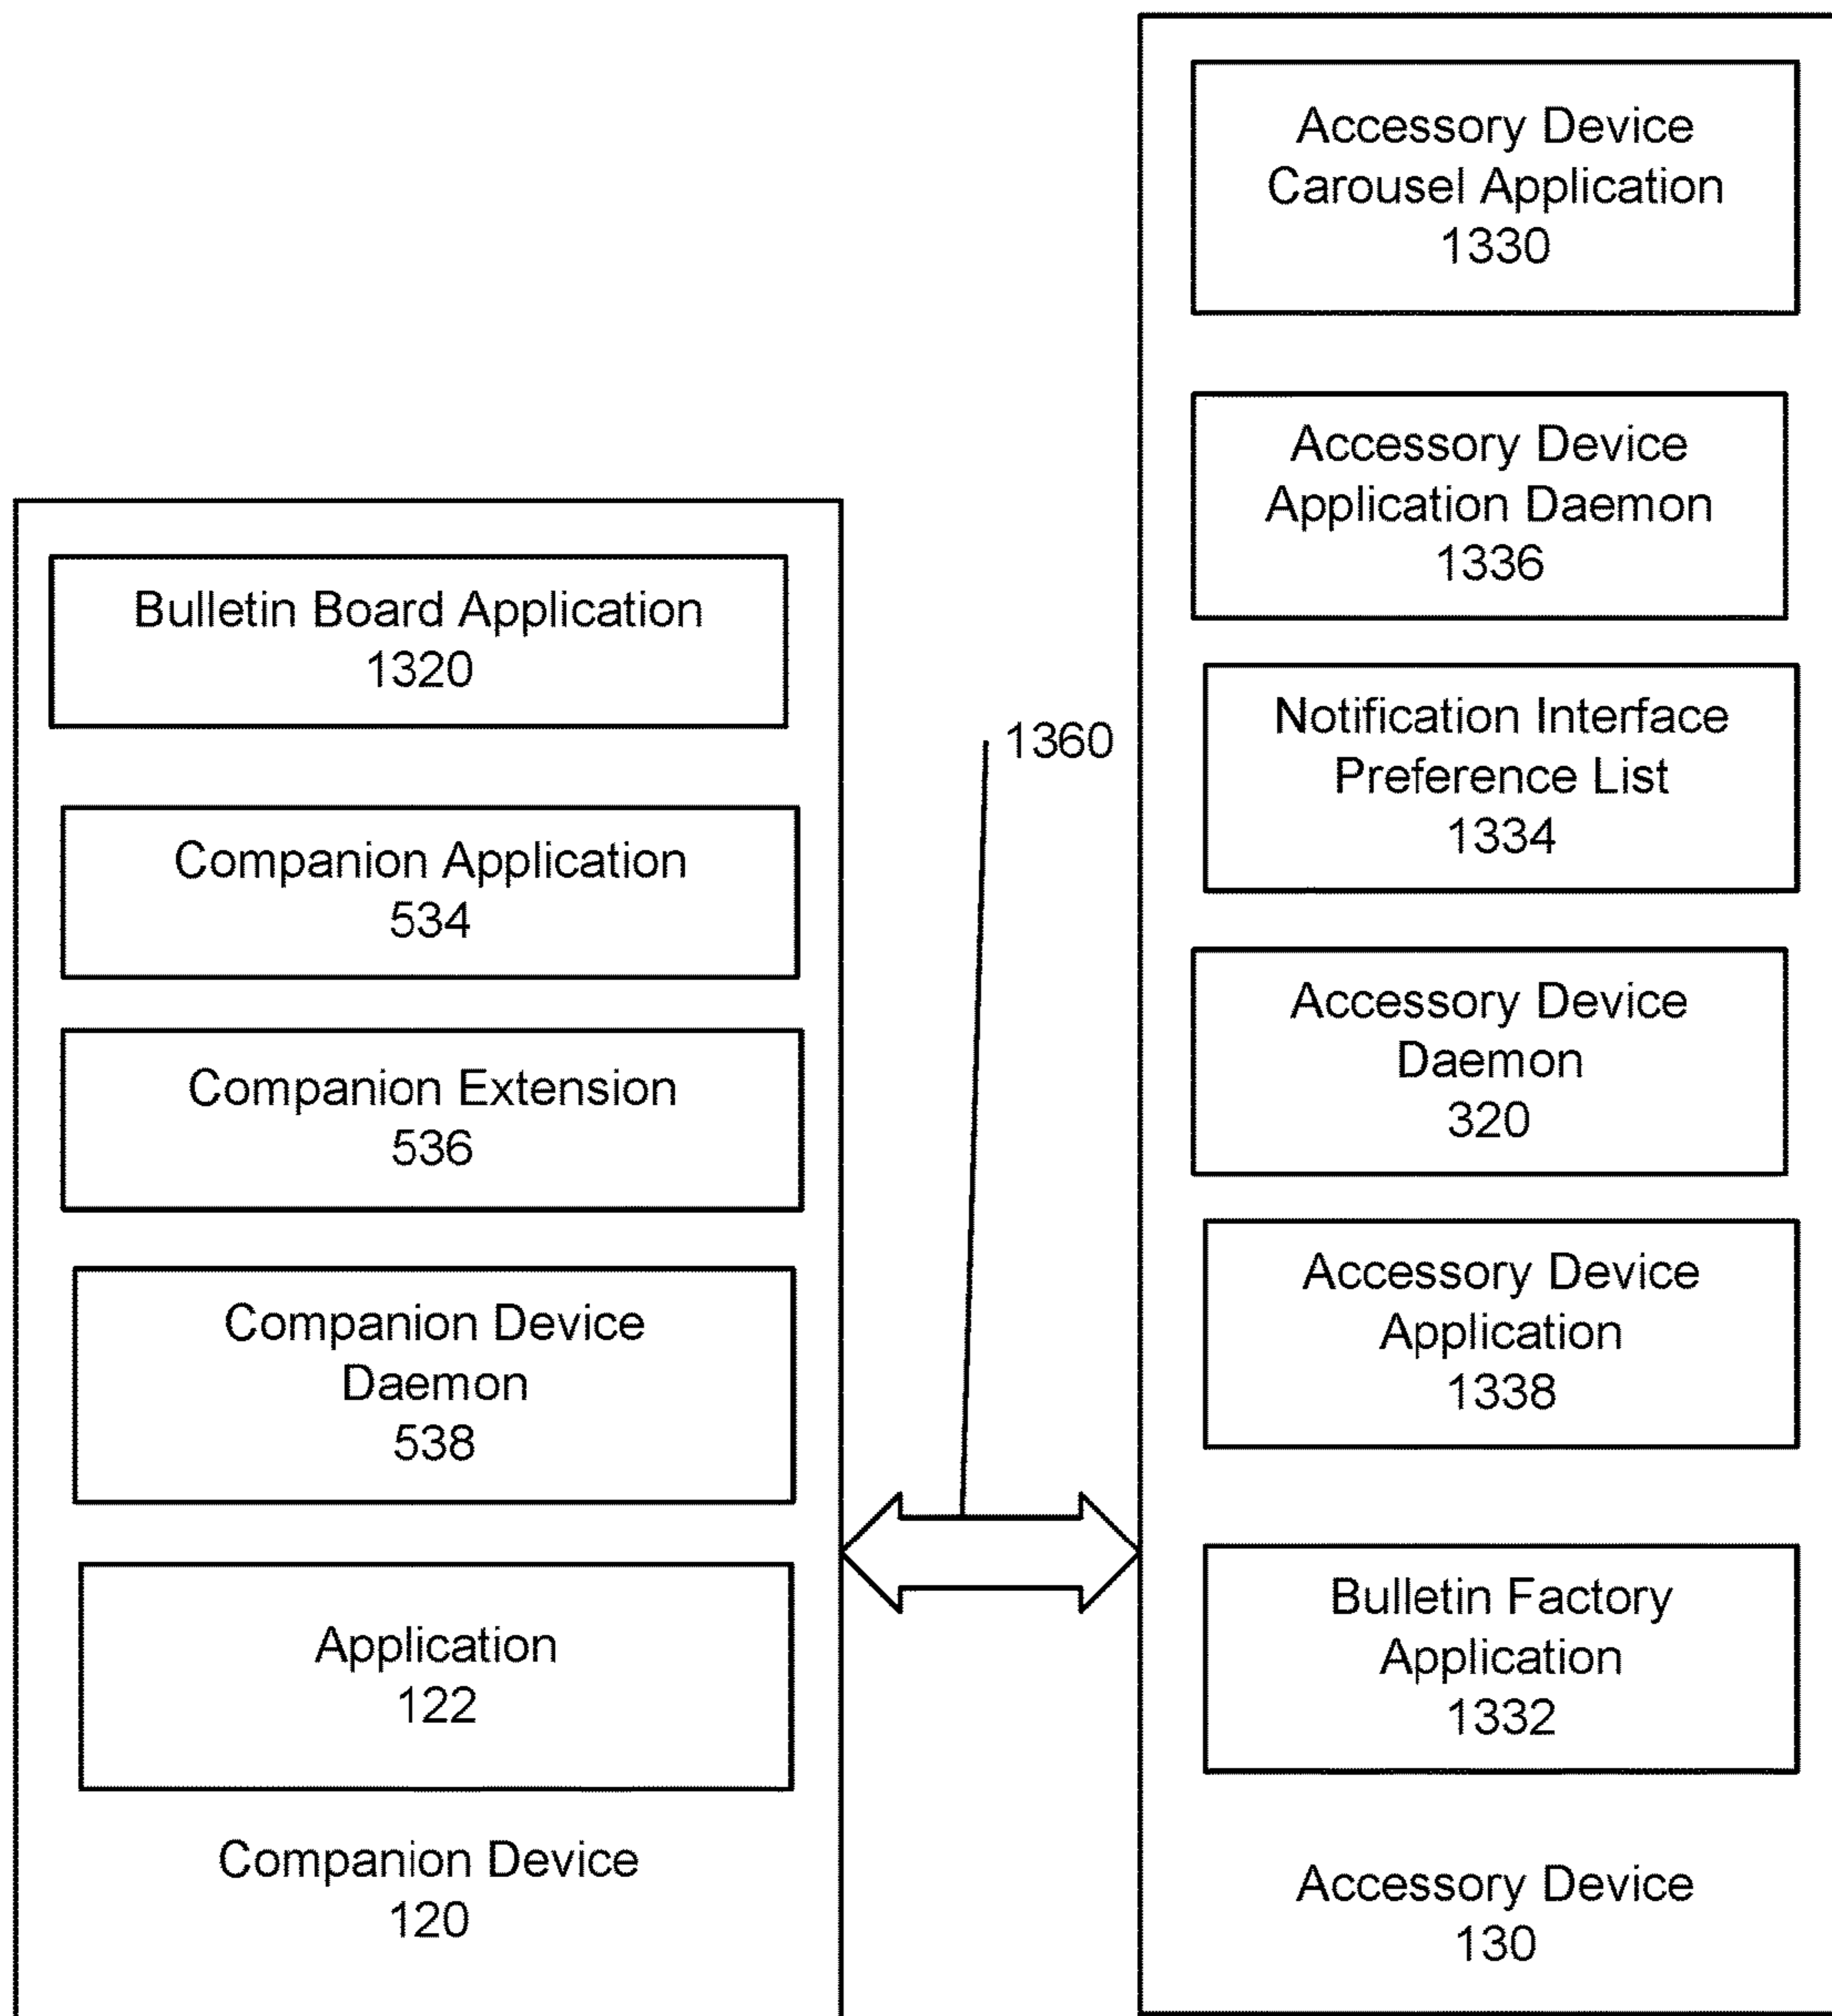 Bulletin Board Application
1320
Companion Application
534
Companion Extension
536
Companion Device
Daemon
538
Application
122
Companion Device
120
1360
Accessory Device
Carousel Application
1330
Accessory Device
Application Daemon
1336
Notification Interface
Preference List
1334
Accessory Device
Daemon
320
Accessory Device
Application
1338
Bulletin Factory
Application
1332
Accessory Device
130